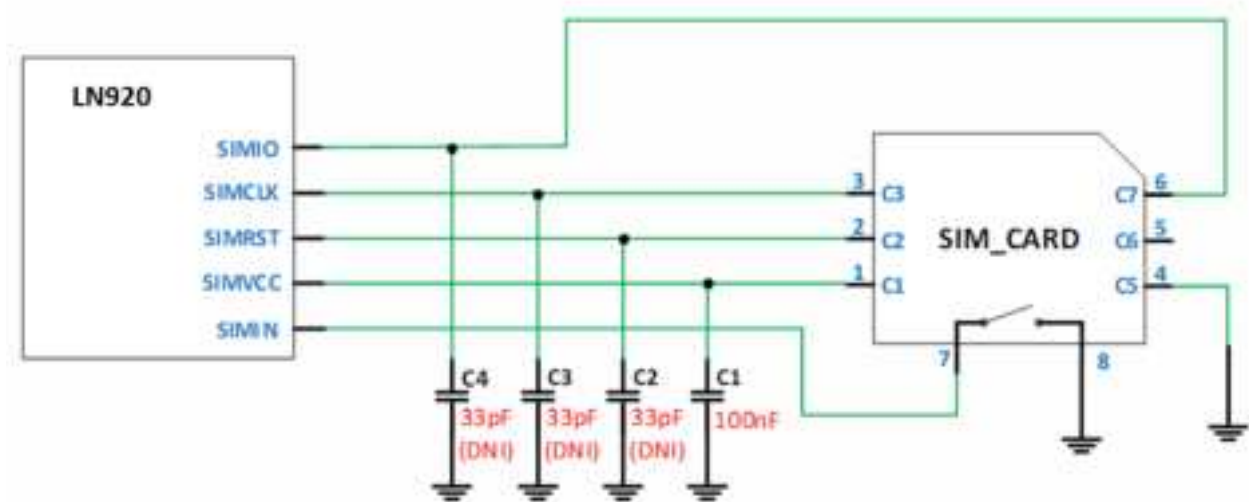 LN920
SIMIO
SIMCLK
SIMRST
SIMVCC
SIMIN
SIM_CARD
3 C3
2 C2
1 C1
C7 6
C6 5
C5 4
7
8
C4
33pF
(DNI)
C3
33pF
(DNI)
C2
33pF
(DNI)
C1
100nF